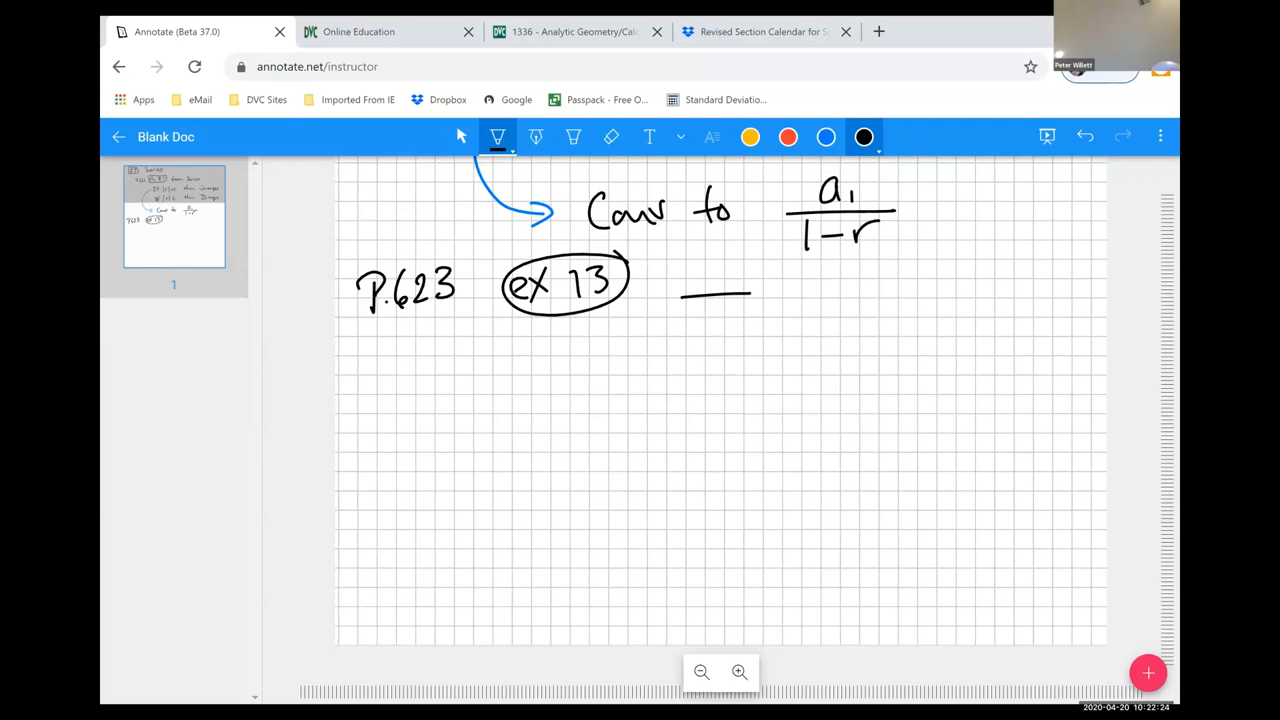 Annotate (Beta 37.0)
Online Education
1336 - Analytic Geometry/Calc
Revised Section Calendar for S
Peter Willett
annotate.net/instructor
Apps
eMail
DVC Sites
Imported From IE
Dropbox
Google
Passpack - Free O...
Standard Deviatio...
Blank Doc
T
Conv to a₁/(1-r)
P.623 ex 13
1
2020-04-20 10:22:24